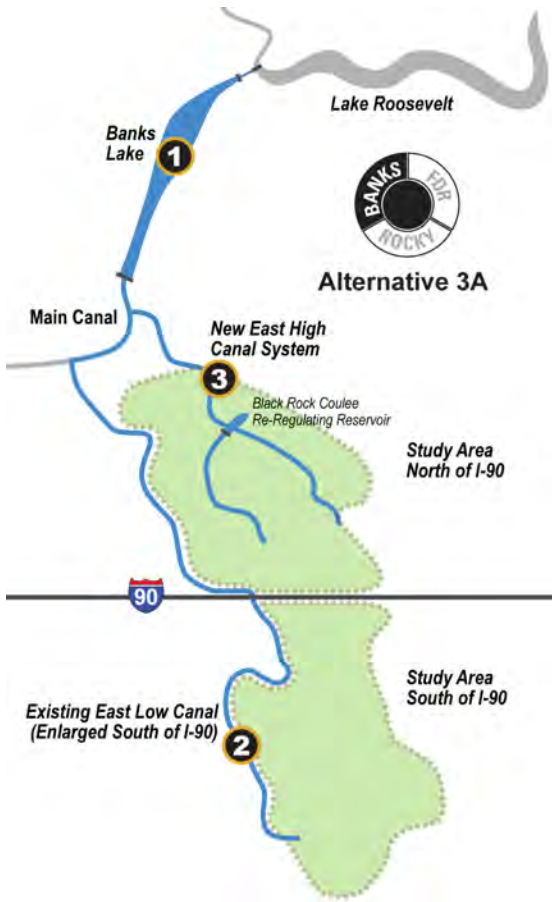 Lake Roosevelt
Banks
Lake
1
BANKS
FDR
ROCKY
Alternative 3A
Main Canal
New East High
Canal System
3
Black Rock Coulee
Re-Regulating Reservoir
Study Area
North of I-90
90
Study Area
South of I-90
Existing East Low Canal
(Enlarged South of I-90)
2